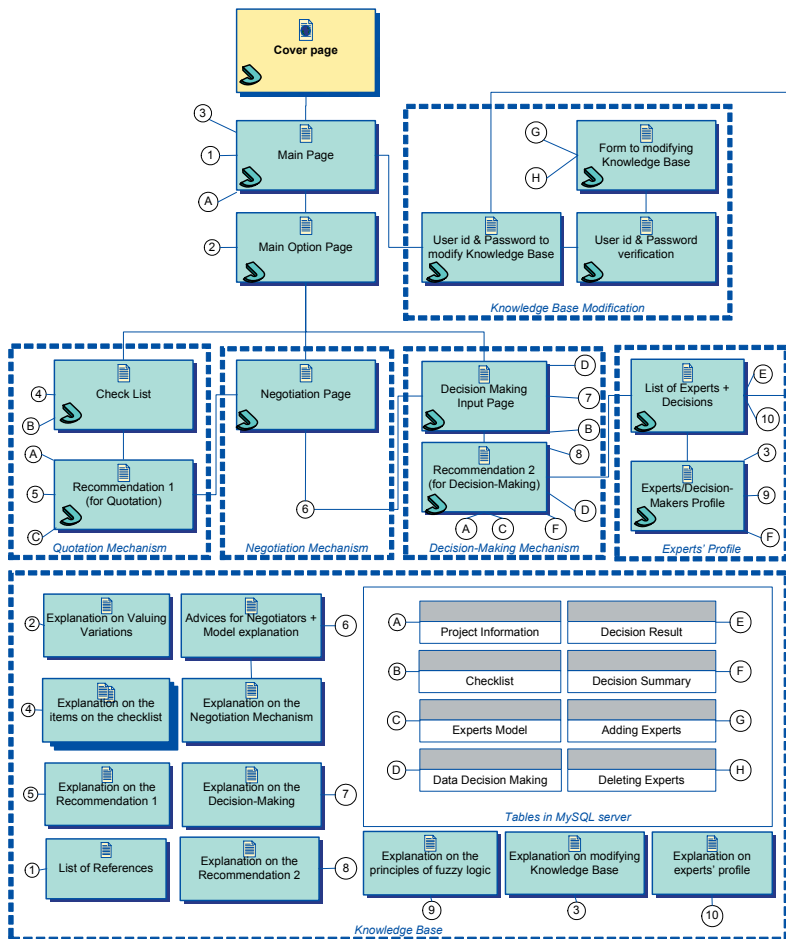 Cover page
3
1
Main Page
A
G
H
Form to modifying
Knowledge Base
2
Main Option Page
User id & Password to
modify Knowledge Base
User id & Password
verification
Knowledge Base Modification
4
Check List
B
Negotiation Page
Decision Making
Input Page
D
7
B
List of Experts +
Decisions
E
10
A
5
C
Recommendation 1
(for Quotation)
6
Recommendation 2
(for Decision-Making)
8
D
A
C
F
Experts/Decision-
Makers Profile
3
9
F
Quotation Mechanism
Negotiation Mechanism
Decision-Making Mechanism
Experts' Profile
2
Explanation on Valuing
Variations
Advices for Negotiators +
Model explanation
6
4
Explanation on the
items on the checklist
Explanation on the
Negotiation Mechanism
5
Explanation on the
Recommendation 1
Explanation on the
Decision-Making
7
1
List of References
Explanation on the
Recommendation 2
8
A
Project Information
Decision Result
E
B
Checklist
Decision Summary
F
C
Experts Model
Adding Experts
G
D
Data Decision Making
Deleting Experts
H
Tables in MySQL server
Explanation on the
principles of fuzzy logic
9
Explanation on modifying
Knowledge Base
3
Explanation on
experts' profile
10
Knowledge Base